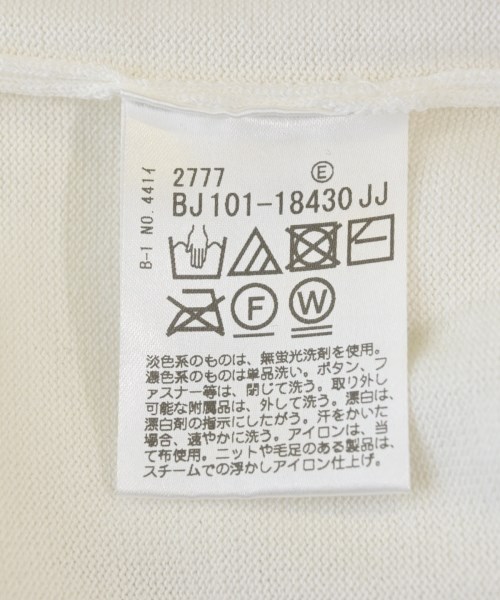 B-1 NO. 441イ
2777 E
BJ101-18430JJ
F W
淡色系のものは、無蛍光洗剤を使用。
濃色系のものは単品洗い。ボタン、フ
ァスナー等は、閉じて洗う。取り外し
可能な附属品は、外して洗う。漂白は、
漂白剤の指示にしたがう。汗をかいた
場合、速やかに洗う。アイロンは、当
て布使用。ニットや毛足のある製品は、
スチームでの浮かしアイロン仕上げ。